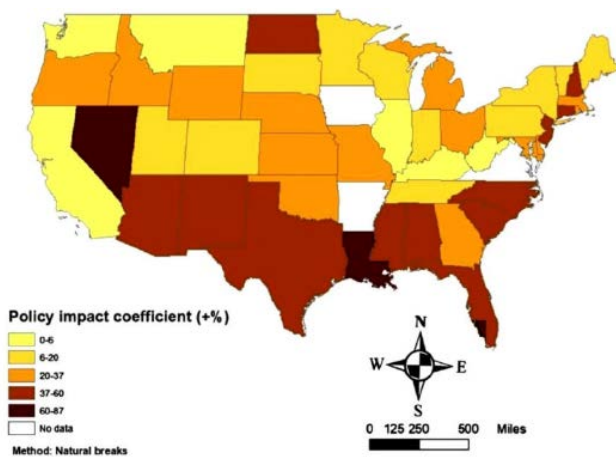 Policy impact coefficient (+%)
0-6
6-20
20-37
37-60
60-87
No data
Method: Natural breaks
N
W E
S
0 125 250 500 Miles